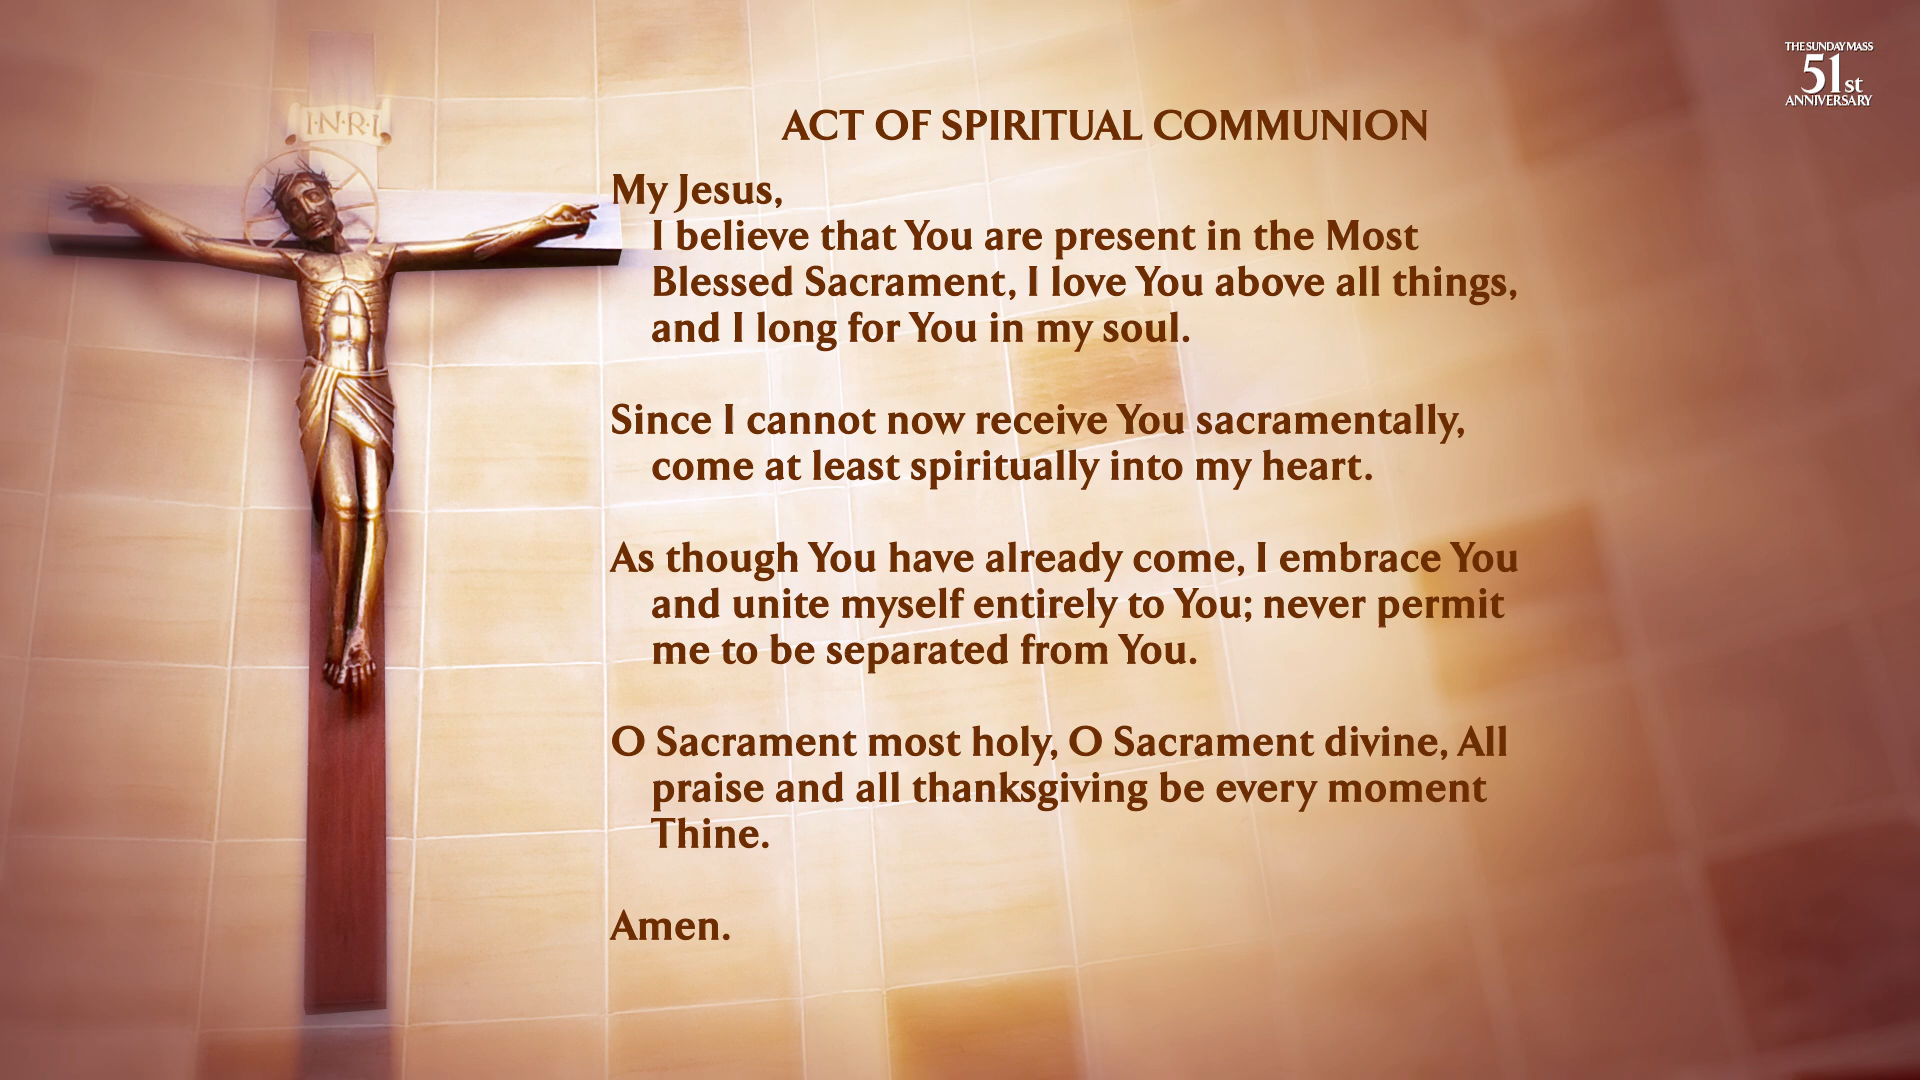 THE SUNDAY MASS
51st
ANNIVERSARY
I·N·R·I
ACT OF SPIRITUAL COMMUNION
My Jesus,
I believe that You are present in the Most
Blessed Sacrament, I love You above all things,
and I long for You in my soul.
Since I cannot now receive You sacramentally,
come at least spiritually into my heart.
As though You have already come, I embrace You
and unite myself entirely to You; never permit
me to be separated from You.
O Sacrament most holy, O Sacrament divine, All
praise and all thanksgiving be every moment
Thine.
Amen.